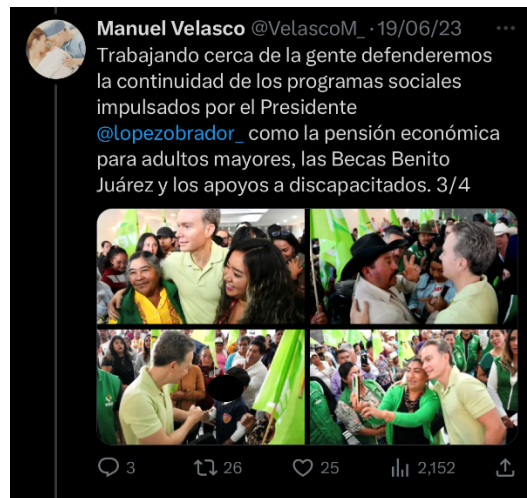 Manuel Velasco @VelascoM_ · 19/06/23
Trabajando cerca de la gente defenderemos
la continuidad de los programas sociales
impulsados por el Presidente
@lopezobrador_ como la pensión económica
para adultos mayores, las Becas Benito
Juárez y los apoyos a discapacitados. 3/4
3 26 25 2,152